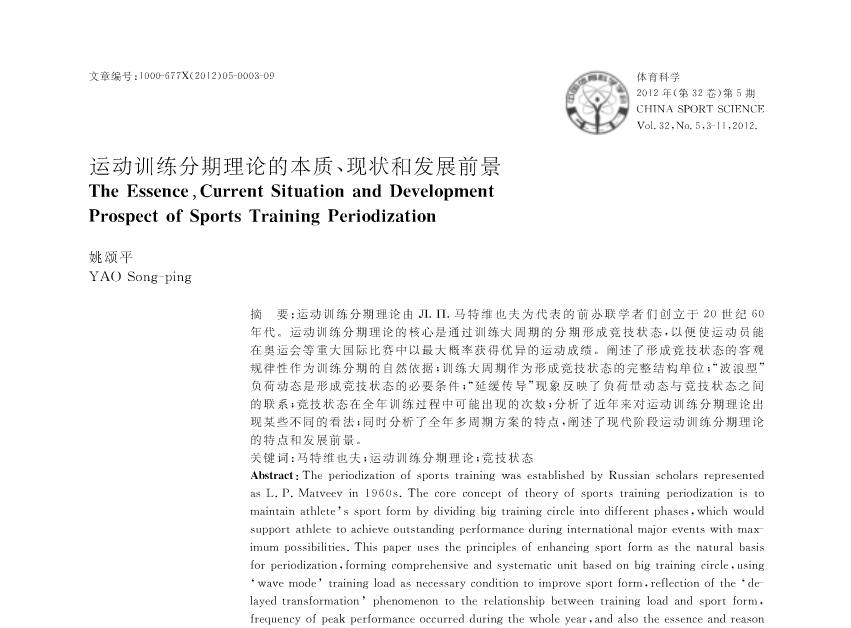 文章编号:1000-677X(2012)05-0003-09
体育科学
2012 年(第 32 卷)第 5 期
CHINA SPORT SCIENCE
Vol. 32, No. 5, 3-11, 2012.
运动训练分期理论的本质、现状和发展前景
The Essence, Current Situation and Development
Prospect of Sports Training Periodization
姚颂平
YAO Song-ping
摘 要:运动训练分期理论由 Л. П. 马特维也夫为代表的前苏联学者们创立于 20 世纪 60
年代。运动训练分期理论的核心是通过训练大周期的分期形成竞技状态,以便使运动员能
在奥运会等重大国际比赛中以最大概率获得优异的运动成绩。阐述了形成竞技状态的客观
规律性作为训练分期的自然依据;训练大周期作为形成竞技状态的完整结构单位;“波浪型”
负荷动态是形成竞技状态的必要条件;“延缓传导”现象反映了负荷量动态与竞技状态之间
的联系;竞技状态在全年训练过程中可能出现的次数;分析了近年来对运动训练分期理论出
现某些不同的看法;同时分析了全年多周期方案的特点,阐述了现代阶段运动训练分期理论
的特点和发展前景。
关键词:马特维也夫;运动训练分期理论;竞技状态
Abstract: The periodization of sports training was established by Russian scholars represented
as L. P. Matveev in 1960s. The core concept of theory of sports training periodization is to
maintain athlete's sport form by dividing big training circle into different phases, which would
support athlete to achieve outstanding performance during international major events with max-
imum possibilities. This paper uses the principles of enhancing sport form as the natural basis
for periodization, forming comprehensive and systematic unit based on big training circle, using
‘wave mode’ training load as necessary condition to improve sport form, reflection of the ‘de-
layed transformation’ phenomenon to the relationship between training load and sport form,
frequency of peak performance occurred during the whole year, and also the essence and reason